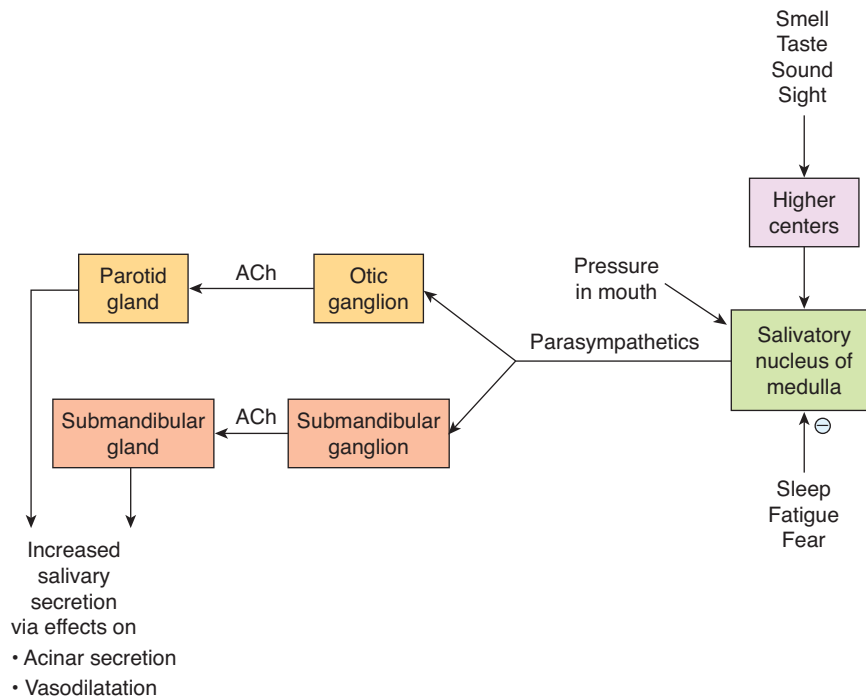 Smell
Taste
Sound
Sight
Higher
centers
Pressure
in mouth
Parotid
gland
ACh
Otic
ganglion
Parasympathetics
Salivatory
nucleus of
medulla
Submandibular
gland
ACh
Submandibular
ganglion
−
Sleep
Fatigue
Fear
Increased
salivary
secretion
via effects on
• Acinar secretion
• Vasodilatation